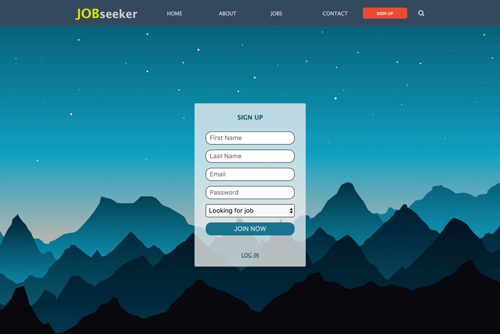 JOBseeker HOME ABOUT JOBS CONTACT SIGN UP
SIGN UP
First Name
Last Name
Email
Password
Looking for job
JOIN NOW
LOG IN